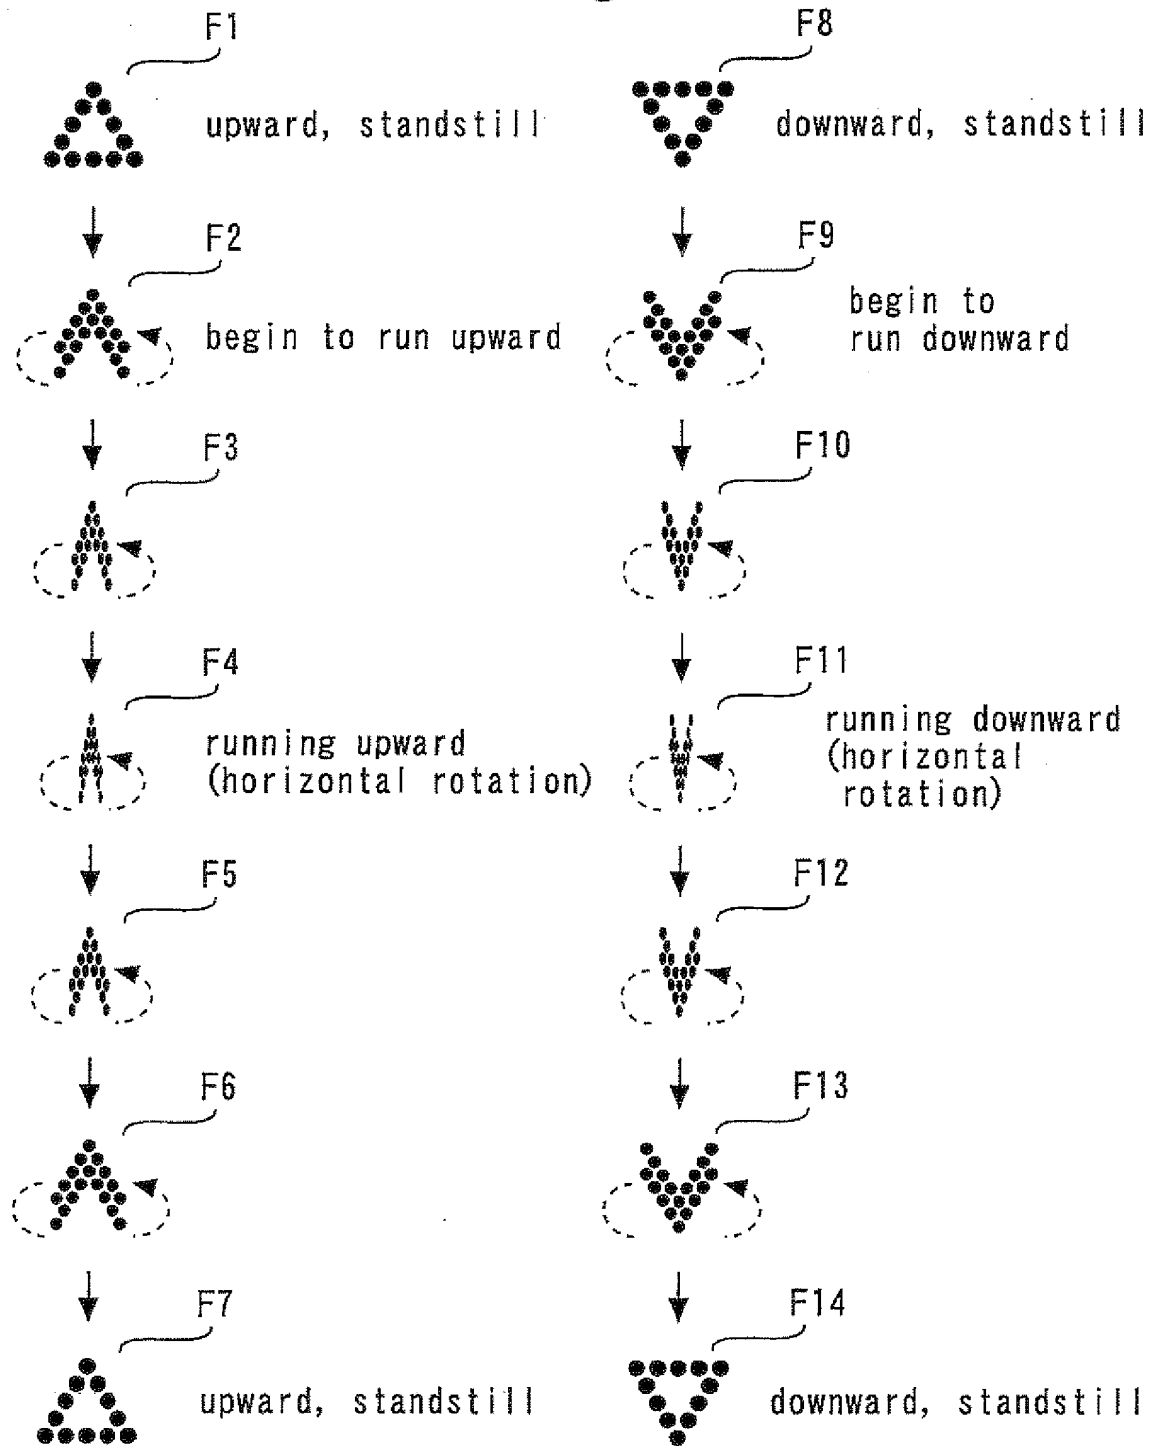 F1
upward, standstill
F2
begin to run upward
F3
F4
running upward
(horizontal rotation)
F5
F6
F7
upward, standstill
F8
downward, standstill
F9
begin to
run downward
F10
F11
running downward
(horizontal
rotation)
F12
F13
F14
downward, standstill